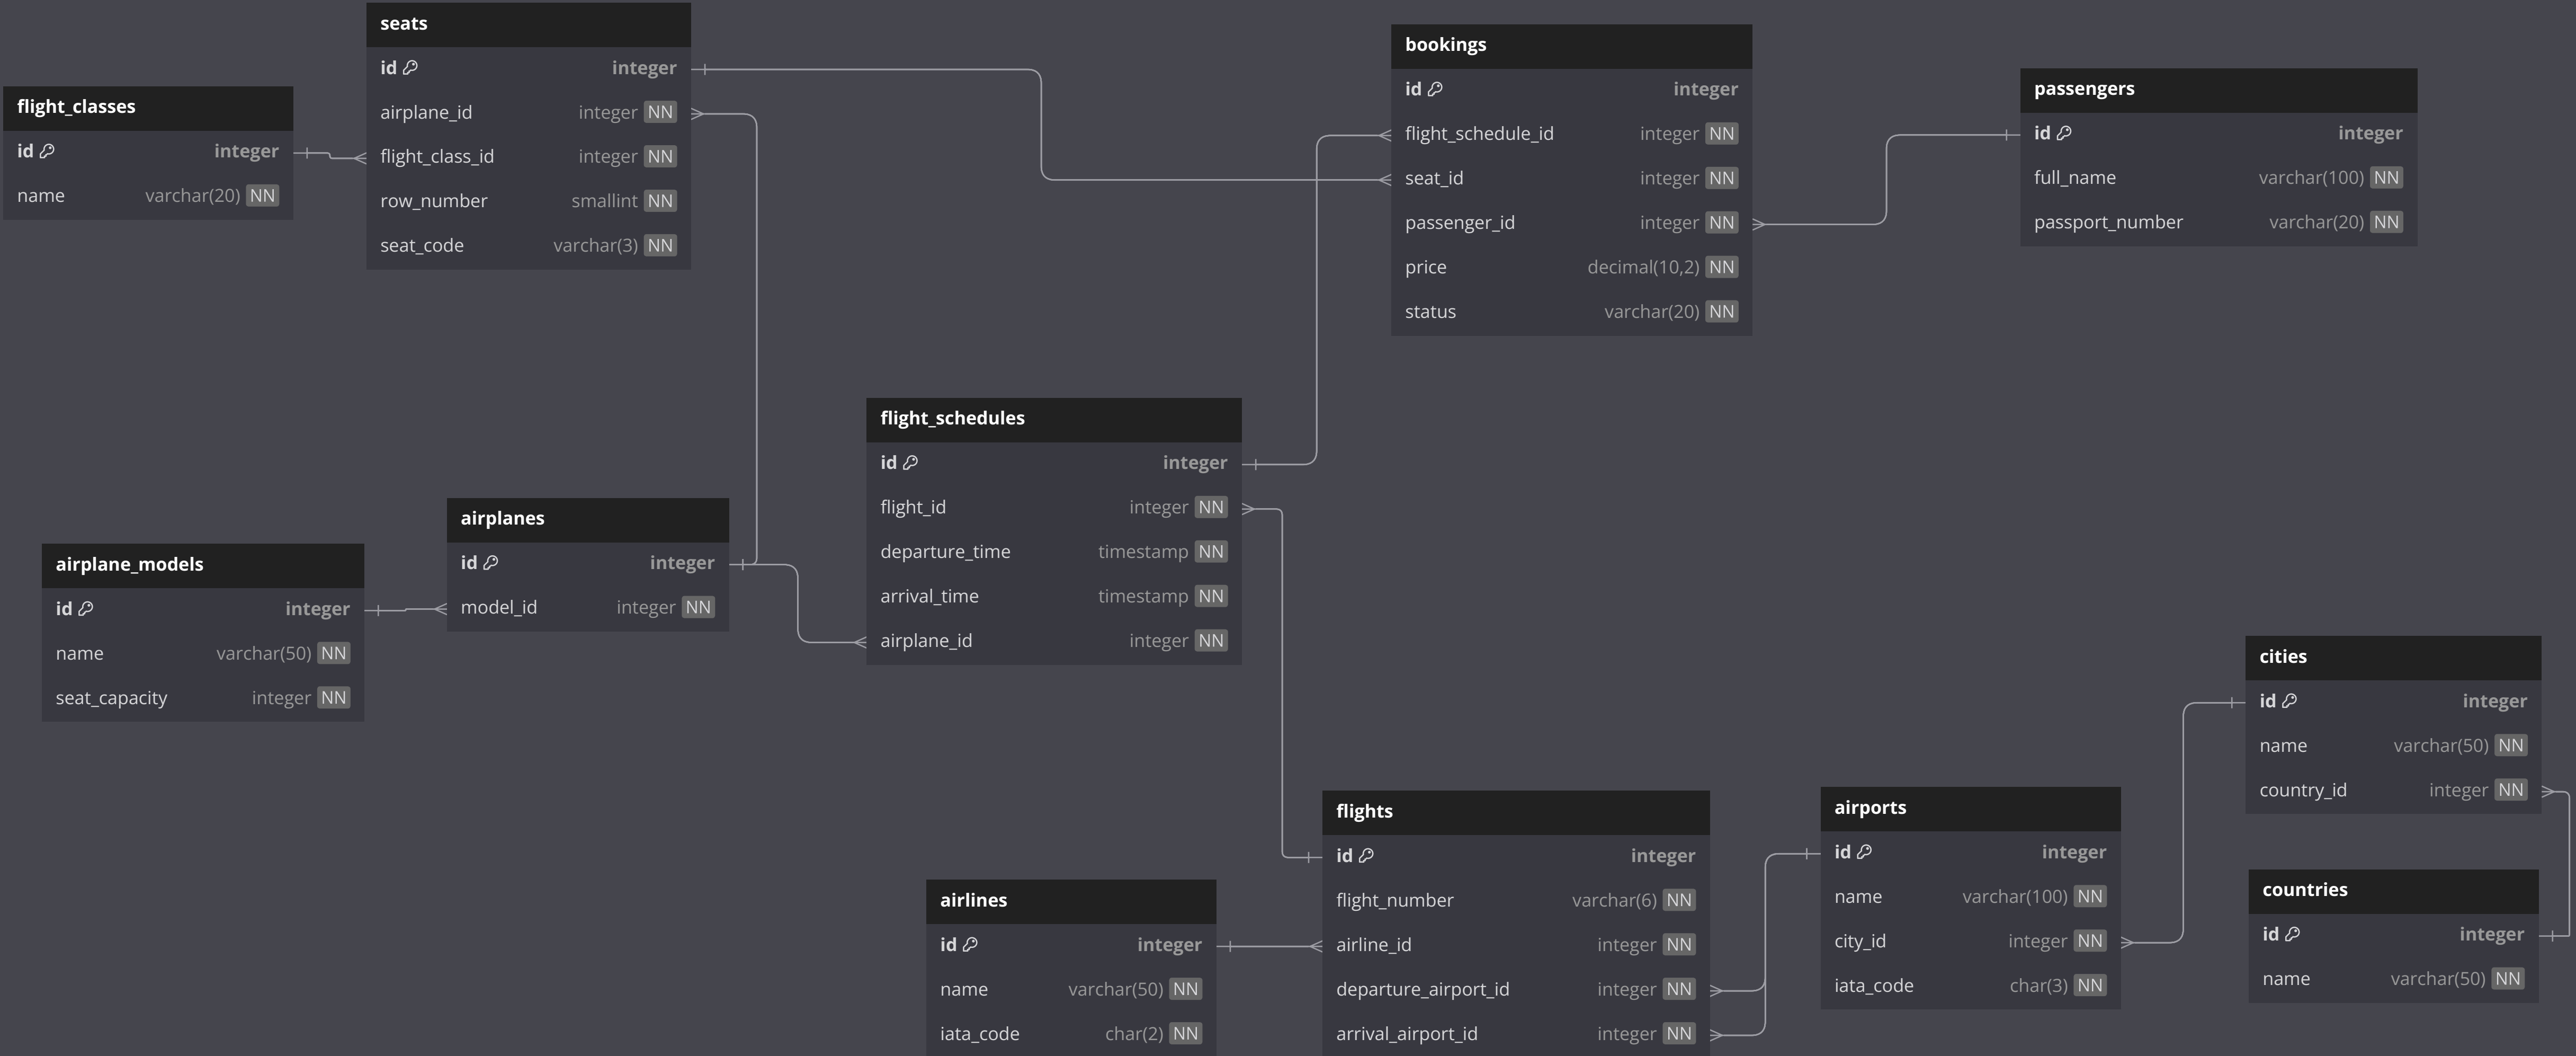 seats
id integer
airplane_id integer NN
flight_class_id integer NN
row_number smallint NN
seat_code varchar(3) NN
flight_classes
id integer
name varchar(20) NN
bookings
id integer
flight_schedule_id integer NN
seat_id integer NN
passenger_id integer NN
price decimal(10,2) NN
status varchar(20) NN
passengers
id integer
full_name varchar(100) NN
passport_number varchar(20) NN
flight_schedules
id integer
flight_id integer NN
departure_time timestamp NN
arrival_time timestamp NN
airplane_id integer NN
airplanes
id integer
model_id integer NN
airplane_models
id integer
name varchar(50) NN
seat_capacity integer NN
cities
id integer
name varchar(50) NN
country_id integer NN
flights
id integer
flight_number varchar(6) NN
airline_id integer NN
departure_airport_id integer NN
arrival_airport_id integer NN
airports
id integer
name varchar(100) NN
city_id integer NN
iata_code char(3) NN
countries
id integer
name varchar(50) NN
airlines
id integer
name varchar(50) NN
iata_code char(2) NN